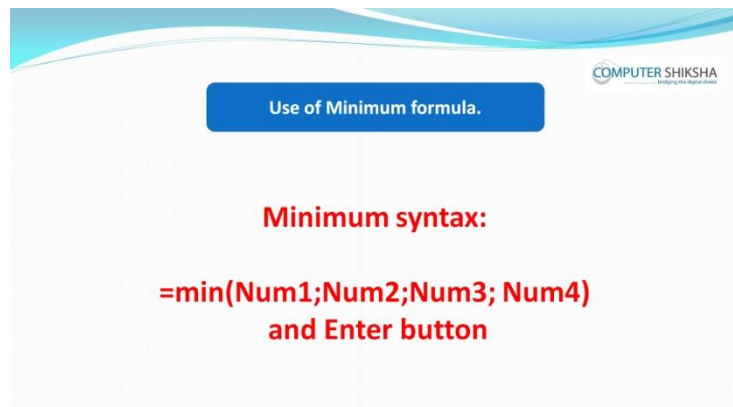 COMPUTER SHIKSHA
bridging the digital divide
Use of Minimum formula.
Minimum syntax:
=min(Num1;Num2;Num3; Num4)
and Enter button